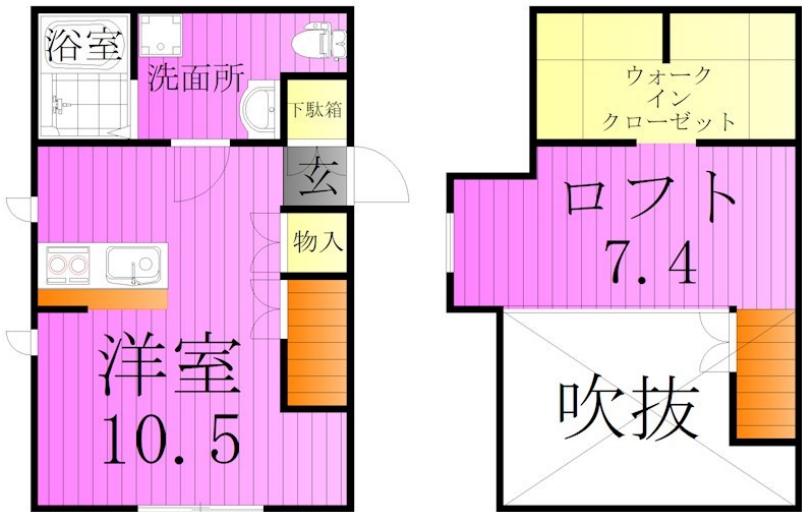 浴室
洗面所
下駄箱
玄
物入
洋室
10.5
ウォーク
イン
クローゼット
ロフト
7.4
吹抜